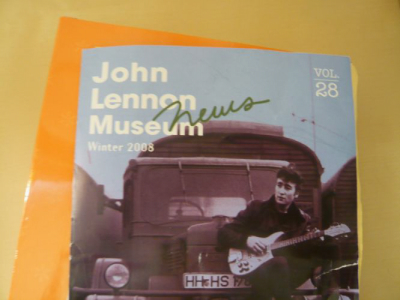 John
Lennon
Museum
news
Winter 2008
VOL.
28